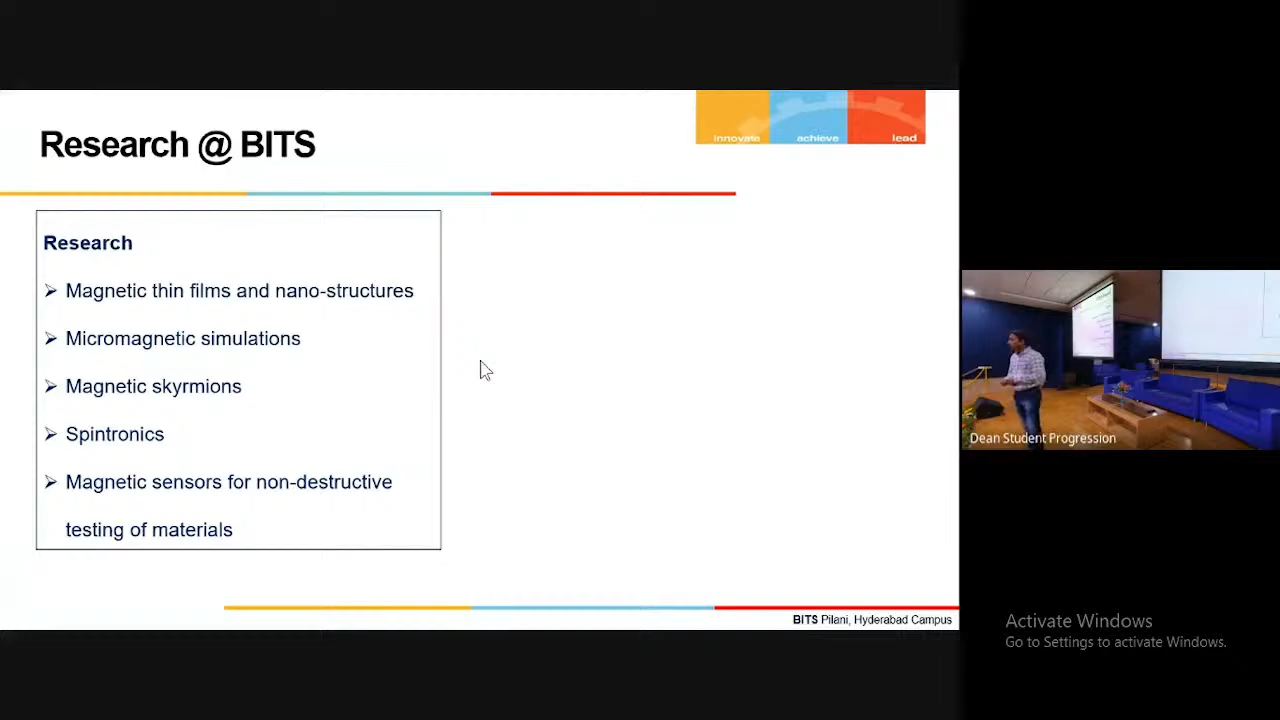 Research @ BITS
innovate achieve lead
Research
➢ Magnetic thin films and nano-structures
➢ Micromagnetic simulations
➢ Magnetic skyrmions
➢ Spintronics
➢ Magnetic sensors for non-destructive
testing of materials
BITS Pilani, Hyderabad Campus
Dean Student Progression
Activate Windows
Go to Settings to activate Windows.